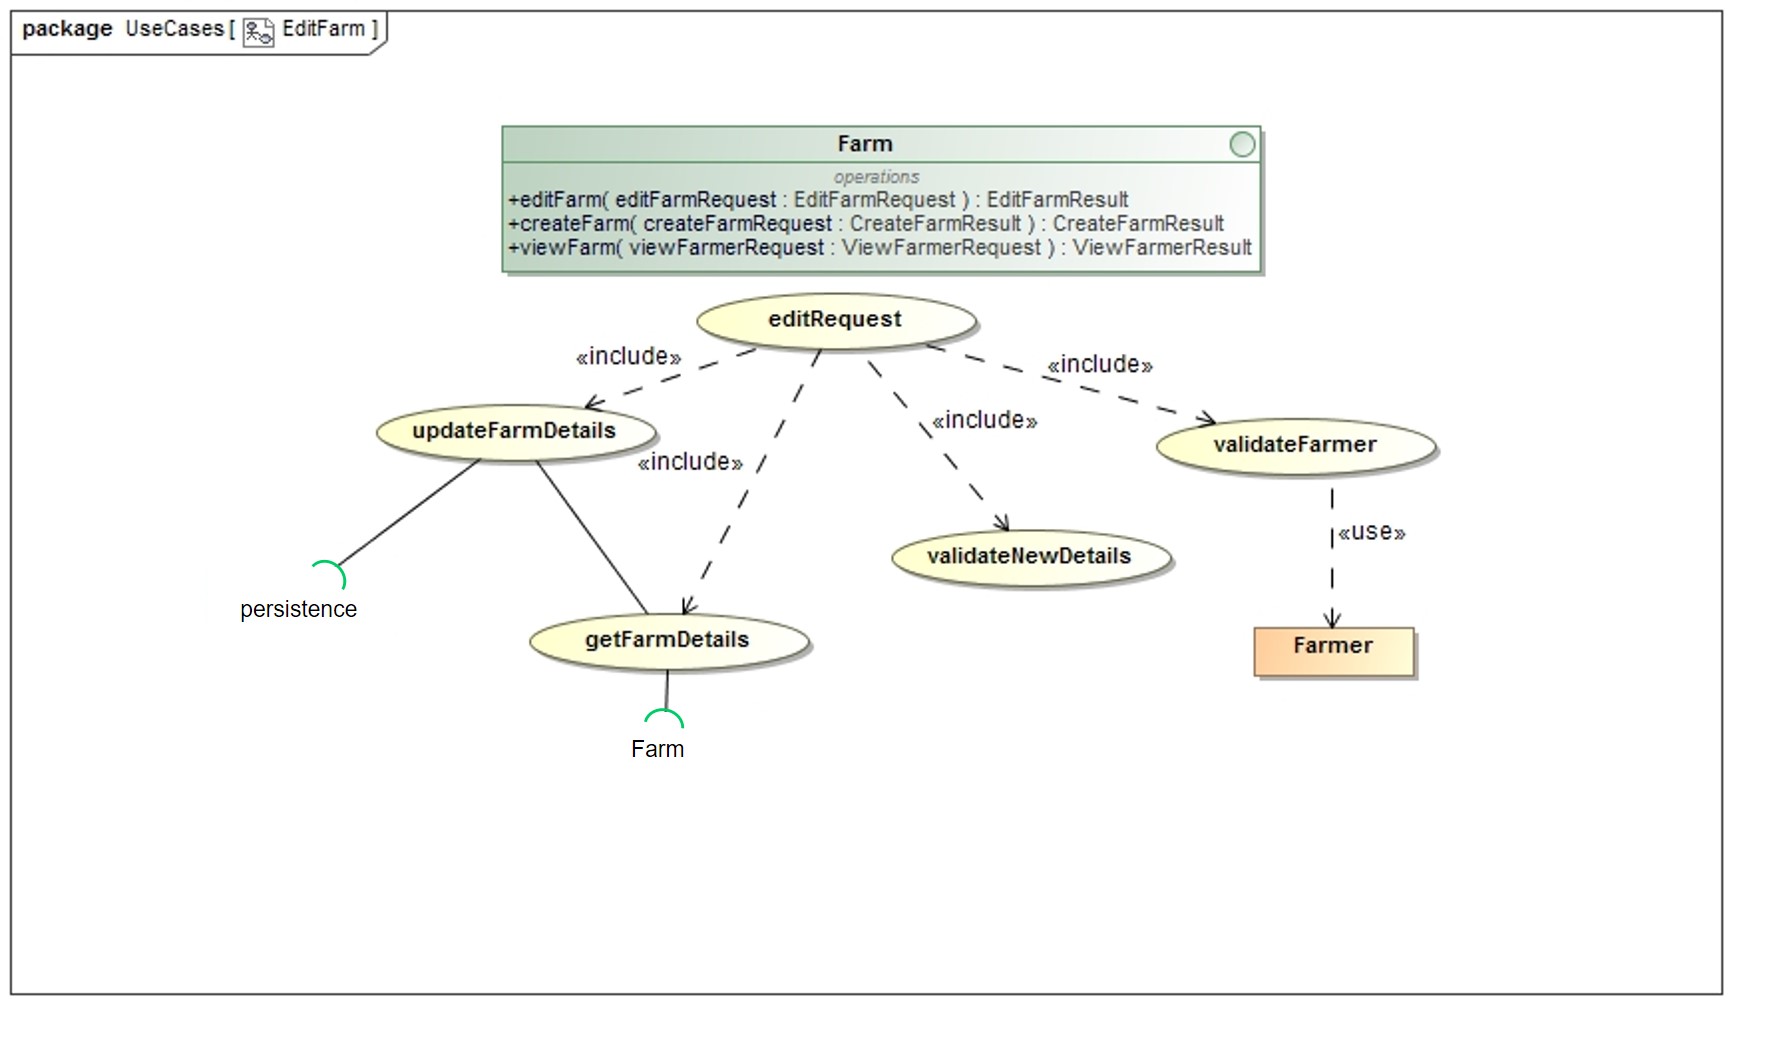 package UseCases [ EditFarm ]
Farm
operations
+editFarm( editFarmRequest : EditFarmRequest ) : EditFarmResult
+createFarm( createFarmRequest : CreateFarmResult ) : CreateFarmResult
+viewFarm( viewFarmerRequest : ViewFarmerRequest ) : ViewFarmerResult
editRequest
«include»
«include»
«include»
«include»
updateFarmDetails
validateFarmer
«use»
validateNewDetails
persistence
getFarmDetails
Farmer
Farm